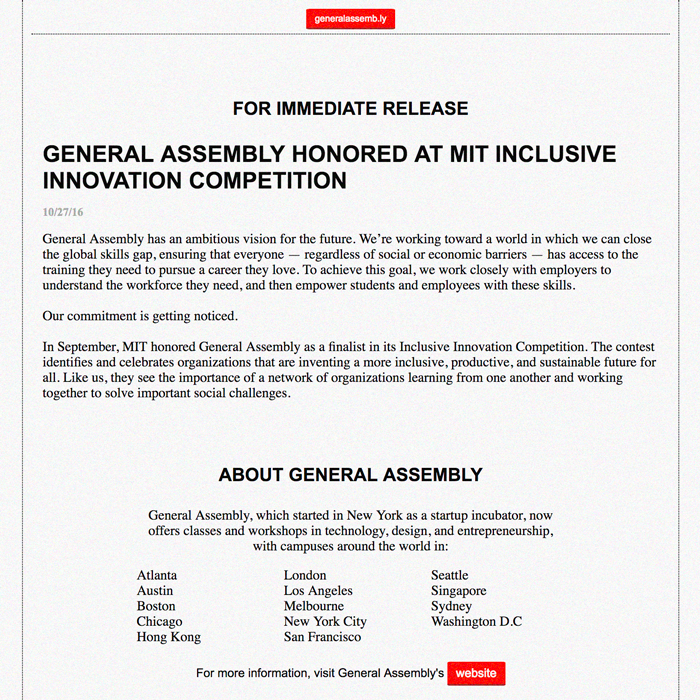 generalassemb.ly
FOR IMMEDIATE RELEASE
GENERAL ASSEMBLY HONORED AT MIT INCLUSIVE
INNOVATION COMPETITION
10/27/16
General Assembly has an ambitious vision for the future. We're working toward a world in which we can close
the global skills gap, ensuring that everyone — regardless of social or economic barriers — has access to the
training they need to pursue a career they love. To achieve this goal, we work closely with employers to
understand the workforce they need, and then empower students and employees with these skills.
Our commitment is getting noticed.
In September, MIT honored General Assembly as a finalist in its Inclusive Innovation Competition. The contest
identifies and celebrates organizations that are inventing a more inclusive, productive, and sustainable future for
all. Like us, they see the importance of a network of organizations learning from one another and working
together to solve important social challenges.
ABOUT GENERAL ASSEMBLY
General Assembly, which started in New York as a startup incubator, now
offers classes and workshops in technology, design, and entrepreneurship,
with campuses around the world in:
Atlanta London Seattle
Austin Los Angeles Singapore
Boston Melbourne Sydney
Chicago New York City Washington D.C
Hong Kong San Francisco
For more information, visit General Assembly's website